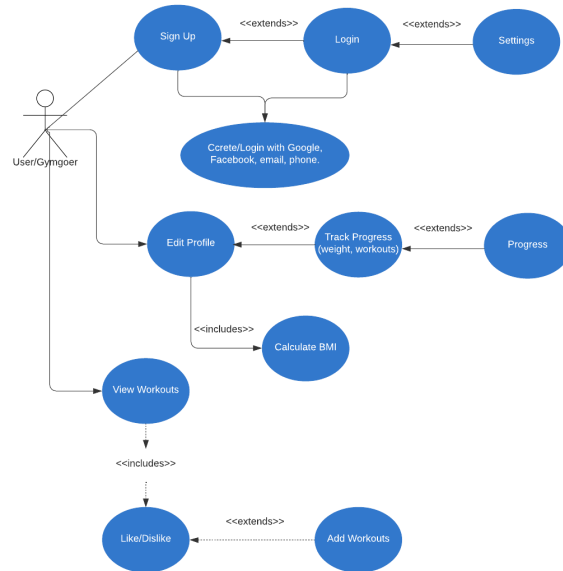 <<extends>>
<<extends>>
Sign Up
Login
Settings
Ccrete/Login with Google,
Facebook, email, phone.
User/Gymgoer
<<extends>>
<<extends>>
Edit Profile
Track Progress
(weight, workouts)
Progress
<<includes>>
Calculate BMI
View Workouts
<<includes>>
<<extends>>
Like/Dislike
Add Workouts